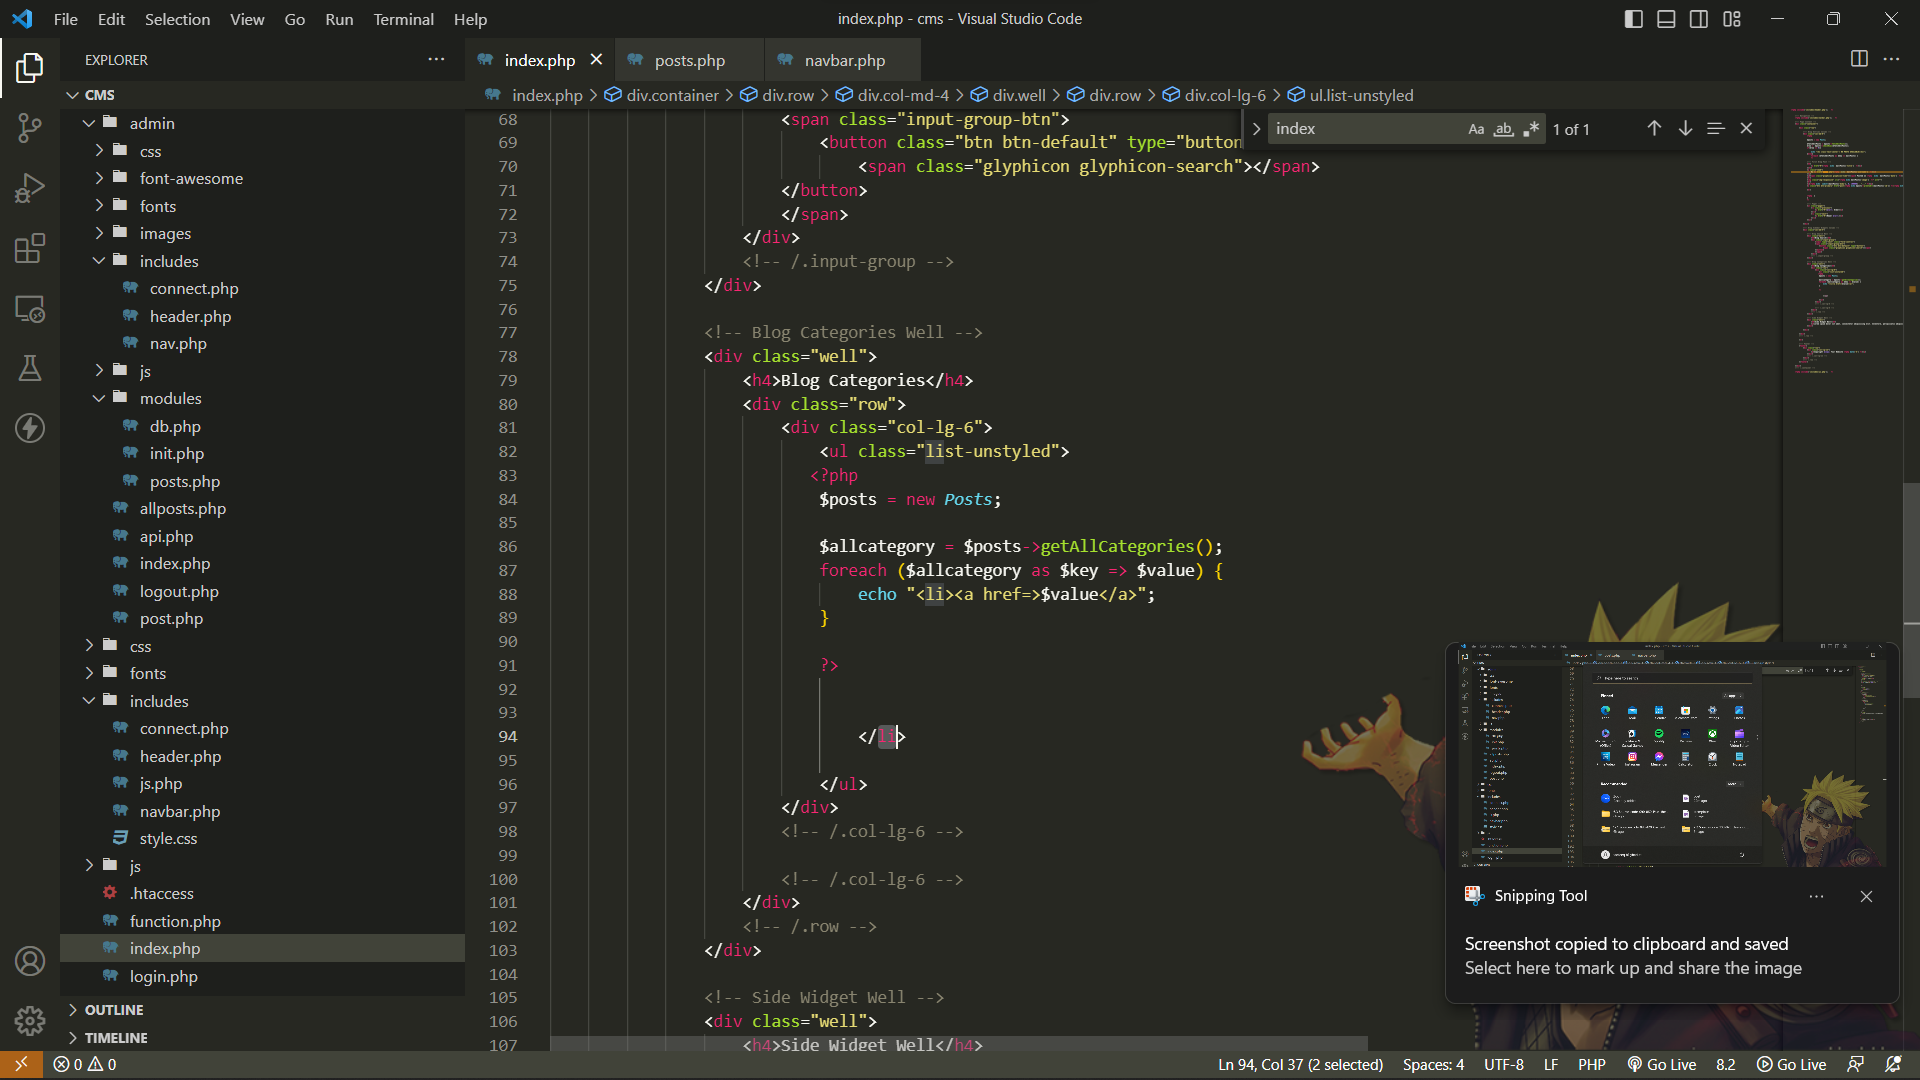 File Edit Selection View Go Run Terminal Help
index.php - cms - Visual Studio Code
EXPLORER
index.php
posts.php
navbar.php
CMS
index.php > div.container > div.row > div.col-md-4 > div.well > div.row > div.col-lg-6 > ul.list-unstyled
index
Aa ab .* 1 of 1
admin
css
font-awesome
fonts
images
includes
connect.php
header.php
nav.php
js
modules
db.php
init.php
posts.php
allposts.php
api.php
index.php
logout.php
post.php
css
fonts
includes
connect.php
header.php
js.php
navbar.php
style.css
js
.htaccess
function.php
index.php
login.php
OUTLINE
TIMELINE
68 <span class="input-group-btn">
69 <button class="btn btn-default" type="button
70 <span class="glyphicon glyphicon-search"></span>
71 </button>
72 </span>
73 </div>
74 <!-- /.input-group -->
75 </div>
76
77 <!-- Blog Categories Well -->
78 <div class="well">
79 <h4>Blog Categories</h4>
80 <div class="row">
81 <div class="col-lg-6">
82 <ul class="list-unstyled">
83 <?php
84 $posts = new Posts;
85
86 $allcategory = $posts->getAllCategories();
87 foreach ($allcategory as $key => $value) {
88 echo "<li><a href=>$value</a>";
89 }
90
91 ?>
92
93
94 </li>
95
96 </ul>
97 </div>
98 <!-- /.col-lg-6 -->
99
100 <!-- /.col-lg-6 -->
101 </div>
102 <!-- /.row -->
103 </div>
104
105 <!-- Side Widget Well -->
106 <div class="well">
107 <h4>Side Widget Well</h4>
Snipping Tool
Screenshot copied to clipboard and saved
Select here to mark up and share the image
0 0
Ln 94, Col 37 (2 selected) Spaces: 4 UTF-8 LF PHP Go Live 8.2 Go Live